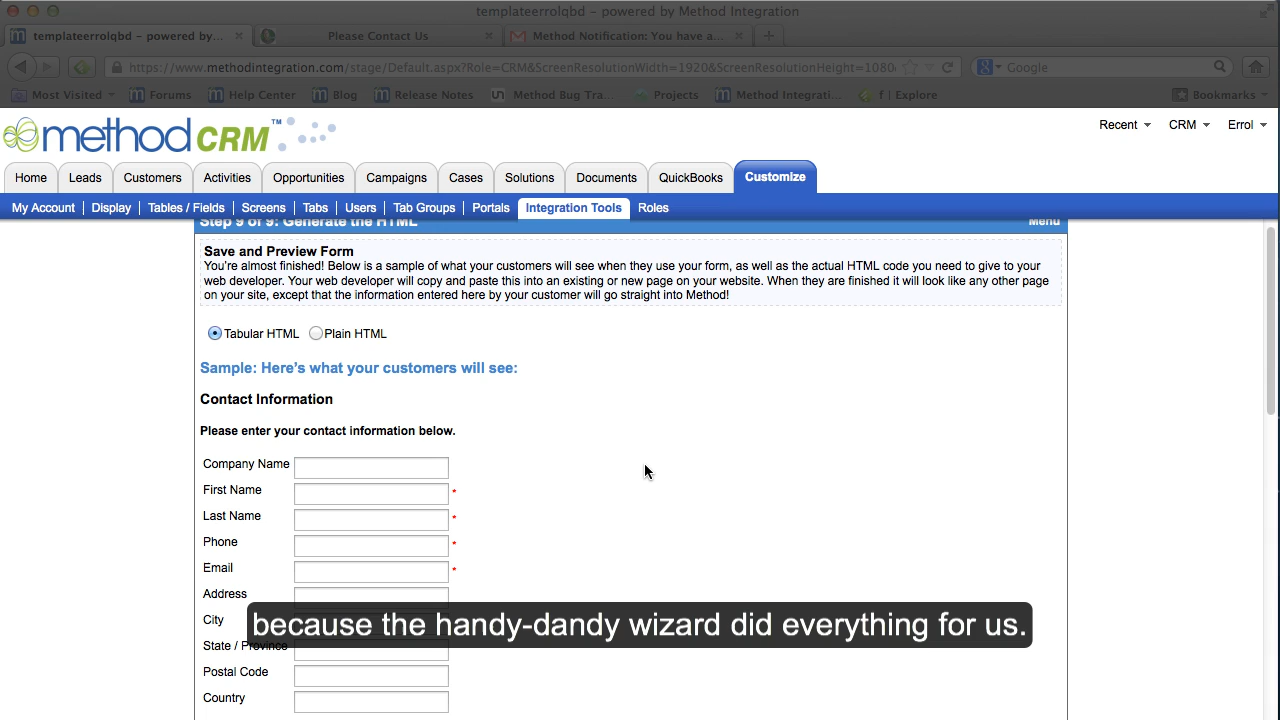 templateerrolqbd – powered by Method Integration
templateerrolqbd – powered by... Please Contact Us Method Notification: You have a...
https://www.methodintegration.com/stage/Default.aspx?Role=CRM&ScreenResolutionWidth=1920&ScreenResolutionHeight=1080 Google
Most Visited Forums Help Center Blog Release Notes Method Bug Tra... Projects Method Integrati... f | Explore Bookmarks
method CRM ™ Recent CRM Errol
Home Leads Customers Activities Opportunities Campaigns Cases Solutions Documents QuickBooks Customize
My Account Display Tables / Fields Screens Tabs Users Tab Groups Portals Integration Tools Roles
Step 9 of 9: Generate the HTML Menu
Save and Preview Form
You're almost finished! Below is a sample of what your customers will see when they use your form, as well as the actual HTML code you need to give to your
web developer. Your web developer will copy and paste this into an existing or new page on your website. When they are finished it will look like any other page
on your site, except that the information entered here by your customer will go straight into Method!
Tabular HTML Plain HTML
Sample: Here's what your customers will see:
Contact Information
Please enter your contact information below.
Company Name
First Name *
Last Name *
Phone *
Email *
Address
City
because the handy-dandy wizard did everything for us.
State / Province
Postal Code
Country